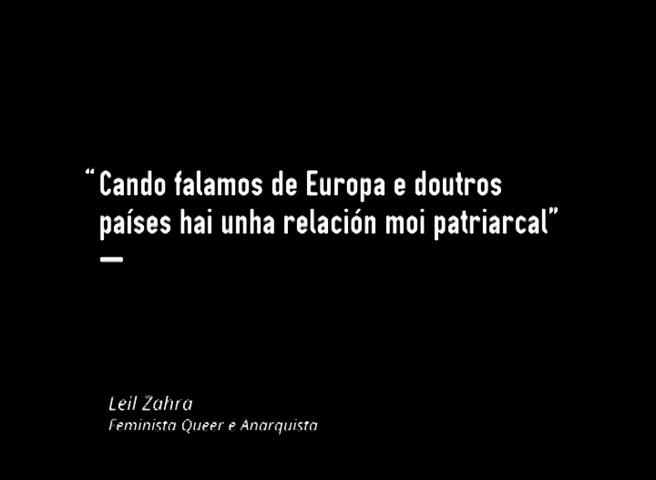 “Cando falamos de Europa e doutros
países hai unha relación moi patriarcal”
Leil Zahra
Feminista Queer e Anarquista